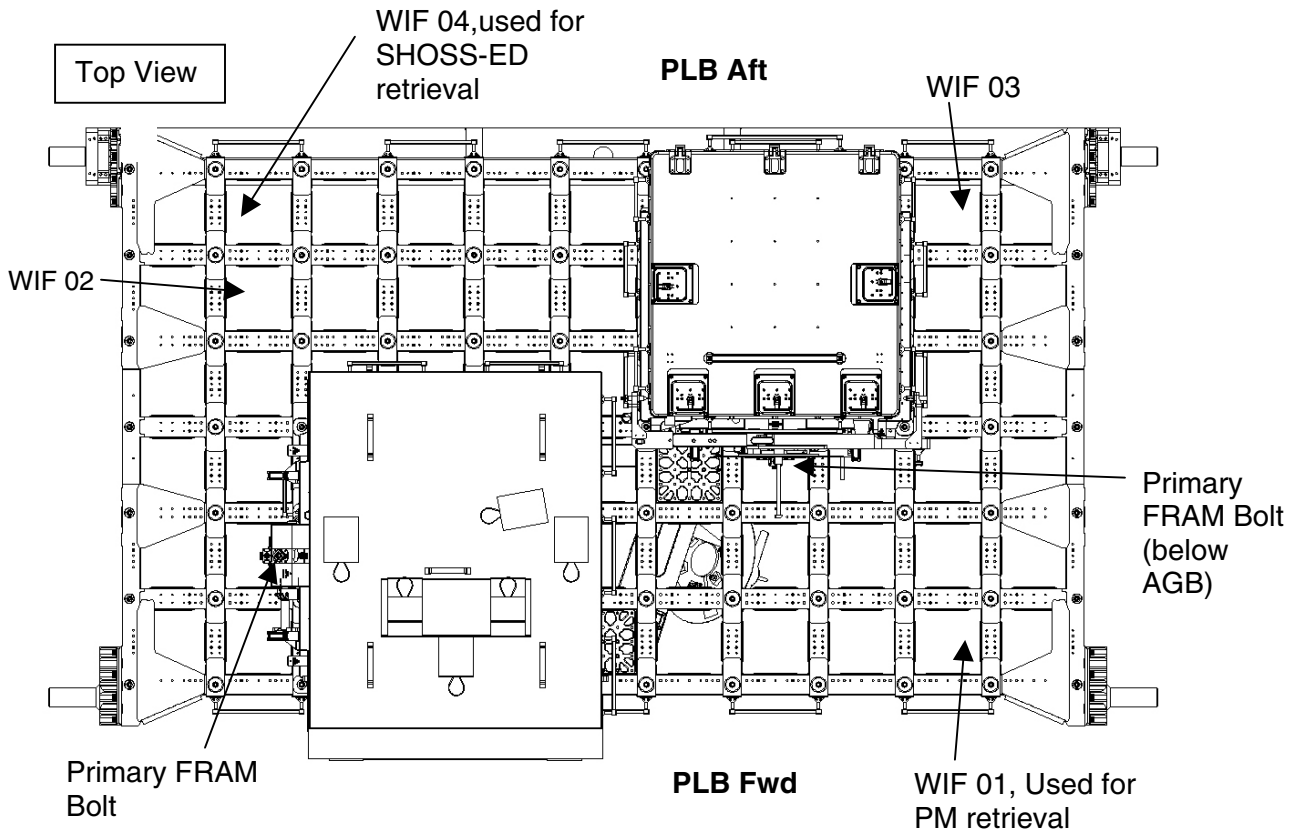 WIF 04,used for
SHOSS-ED
retrieval
Top View
PLB Aft
WIF 03
WIF 02
Primary
FRAM Bolt
(below
AGB)
Primary FRAM
Bolt
PLB Fwd
WIF 01, Used for
PM retrieval